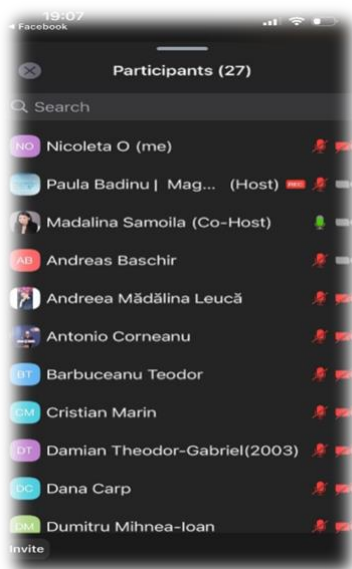 19:07
Facebook
Participants (27)
Search
NO Nicoleta O (me)
Paula Badinu | Mag... (Host) REC
Madalina Samoila (Co-Host)
AB Andreas Baschir
Andreea Mădălina Leucă
Antonio Corneanu
BT Barbuceanu Teodor
CM Cristian Marin
DT Damian Theodor-Gabriel(2003)
DC Dana Carp
DM Dumitru Mihnea-Ioan
Invite